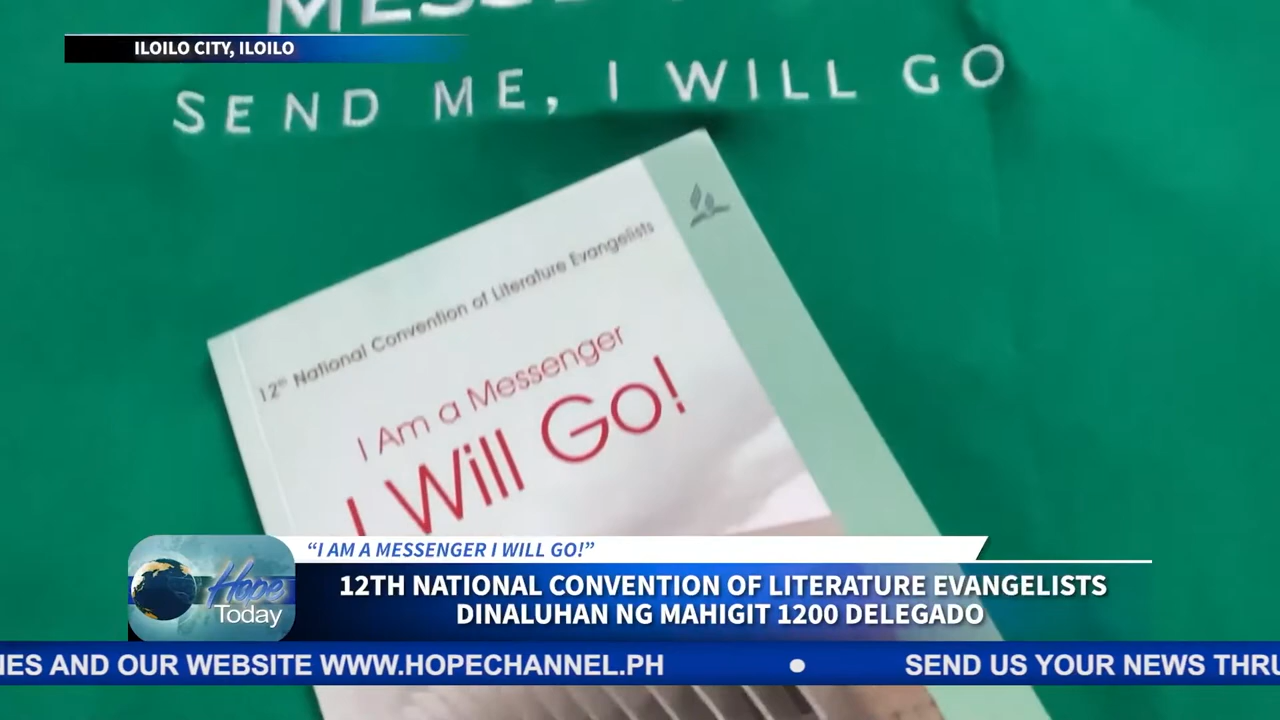 ILOILO CITY, ILOILO
SEND ME, I WILL GO
12th National Convention of Literature Evangelists
I Am a Messenger
I Will Go!
"I AM A MESSENGER I WILL GO!"
Hope
Today
12TH NATIONAL CONVENTION OF LITERATURE EVANGELISTS
DINALUHAN NG MAHIGIT 1200 DELEGADO
AND OUR WEBSITE WWW.HOPECHANNEL.PH • SEND US YOUR NEWS